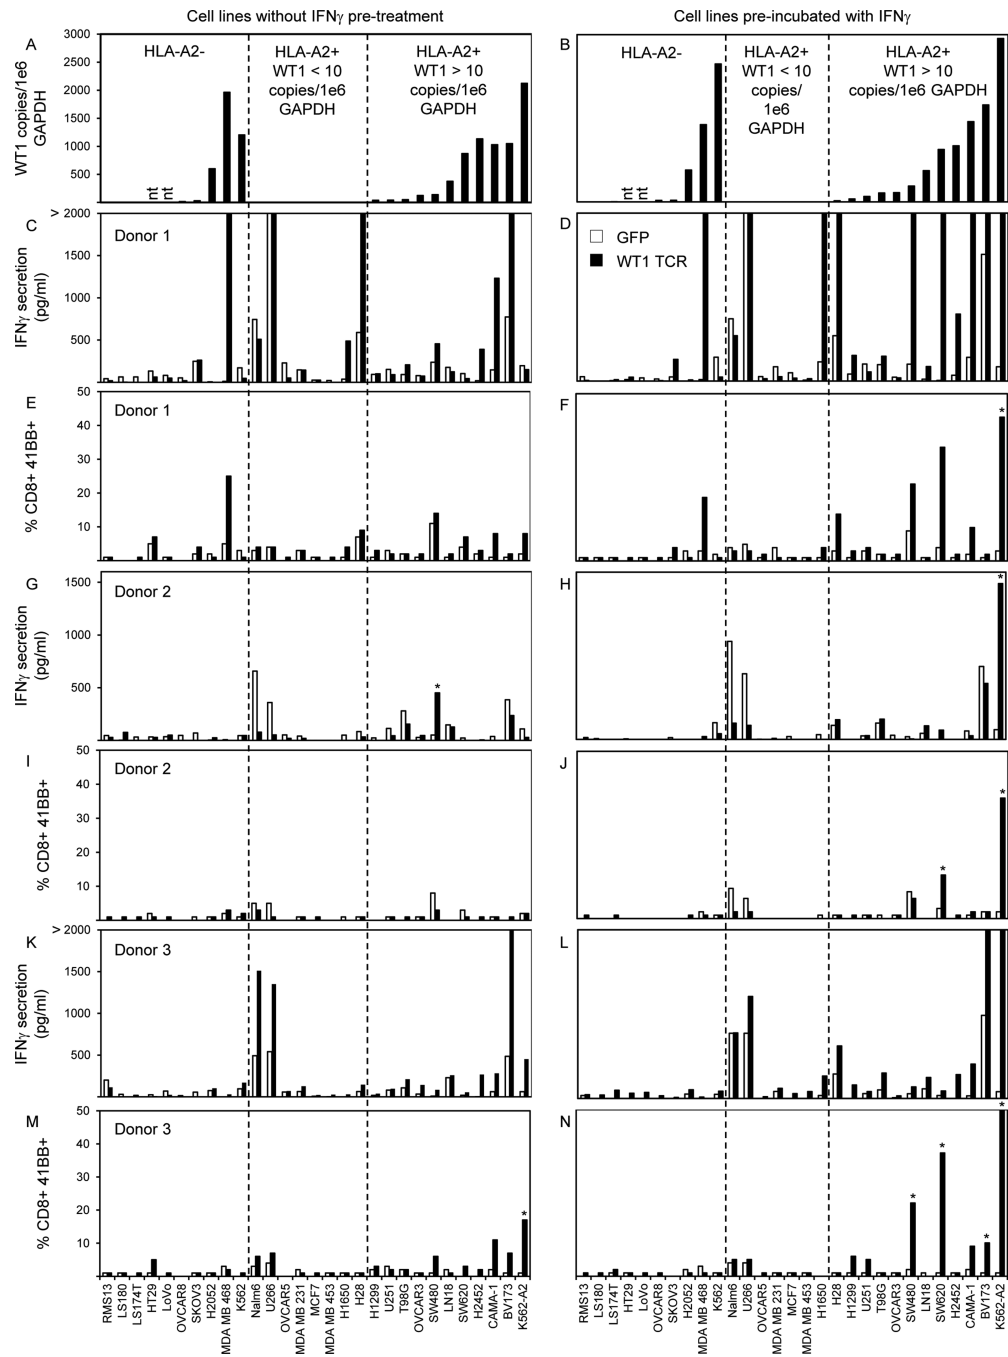 Cell lines without IFNγ pre-treatment
Cell lines pre-incubated with IFNγ
A
WT1 copies/1e6
GAPDH
3000
2500
2000
1500
1000
500
HLA-A2-
HLA-A2+
WT1 < 10
copies/1e6
GAPDH
HLA-A2+
WT1 > 10
copies/1e6
GAPDH
nt
nt
B
HLA-A2-
HLA-A2+
WT1 < 10
copies/
1e6
GAPDH
HLA-A2+
WT1 > 10
copies/1e6 GAPDH
nt
nt
C
IFNγ secretion
(pg/ml)
> 2000
1500
1000
500
Donor 1
D
GFP
WT1 TCR
E
% CD8+ 41BB+
50
40
30
20
10
Donor 1
F
*
G
IFNγ secretion
(pg/ml)
1500
1000
500
Donor 2
*
H
*
I
% CD8+ 41BB+
50
40
30
20
10
Donor 2
J
*
*
K
IFNγ secretion
(pg/ml)
> 2000
1500
1000
500
Donor 3
L
M
% CD8+ 41BB+
50
40
30
20
10
Donor 3
*
N
*
*
*
*
RMS13
LS180
LS174T
HT29
LoVo
OVCAR8
SKOV3
H2052
MDA MB 468
K562
Nalm6
U266
OVCAR5
MDA MB 231
MCF7
MDA MB 453
H1650
H28
H1299
U251
T98G
OVCAR3
SW480
LN18
SW620
H2452
CAMA-1
BV173
K562-A2
RMS13
LS180
LS174T
HT29
LoVo
OVCAR8
SKOV3
H2052
MDA MB 468
K562
Nalm6
U266
OVCAR5
MDA MB 231
MCF7
MDA MB 453
H1650
H28
H1299
U251
T98G
OVCAR3
SW480
LN18
SW620
H2452
CAMA-1
BV173
K562-A2